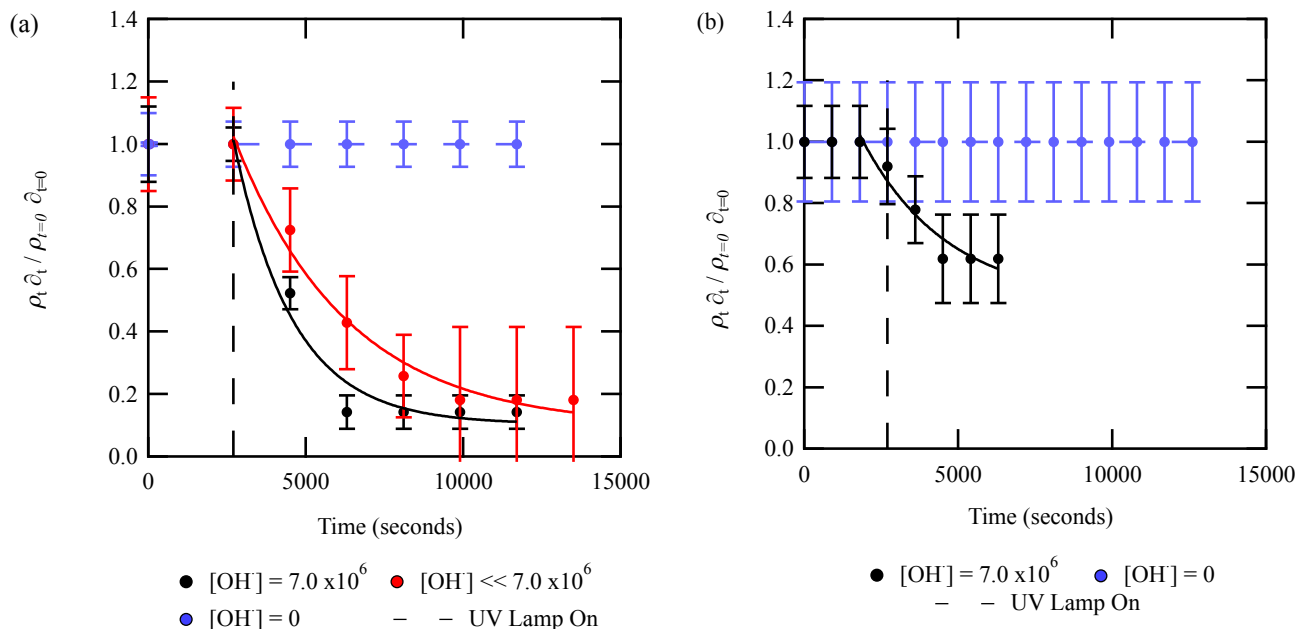 (a)
1.4
1.2
1.0
0.8
0.6
0.4
0.2
0.0
ρt ∂t / ρt=0 ∂t=0
0 5000 10000 15000
Time (seconds)
[OH·] = 7.0 x10^6 [OH·] << 7.0 x10^6
[OH·] = 0 UV Lamp On
(b)
1.4
1.2
1.0
0.8
0.6
0.4
0.2
0.0
ρt ∂t / ρt=0 ∂t=0
0 5000 10000 15000
Time (seconds)
[OH·] = 7.0 x10^6 [OH·] = 0
UV Lamp On